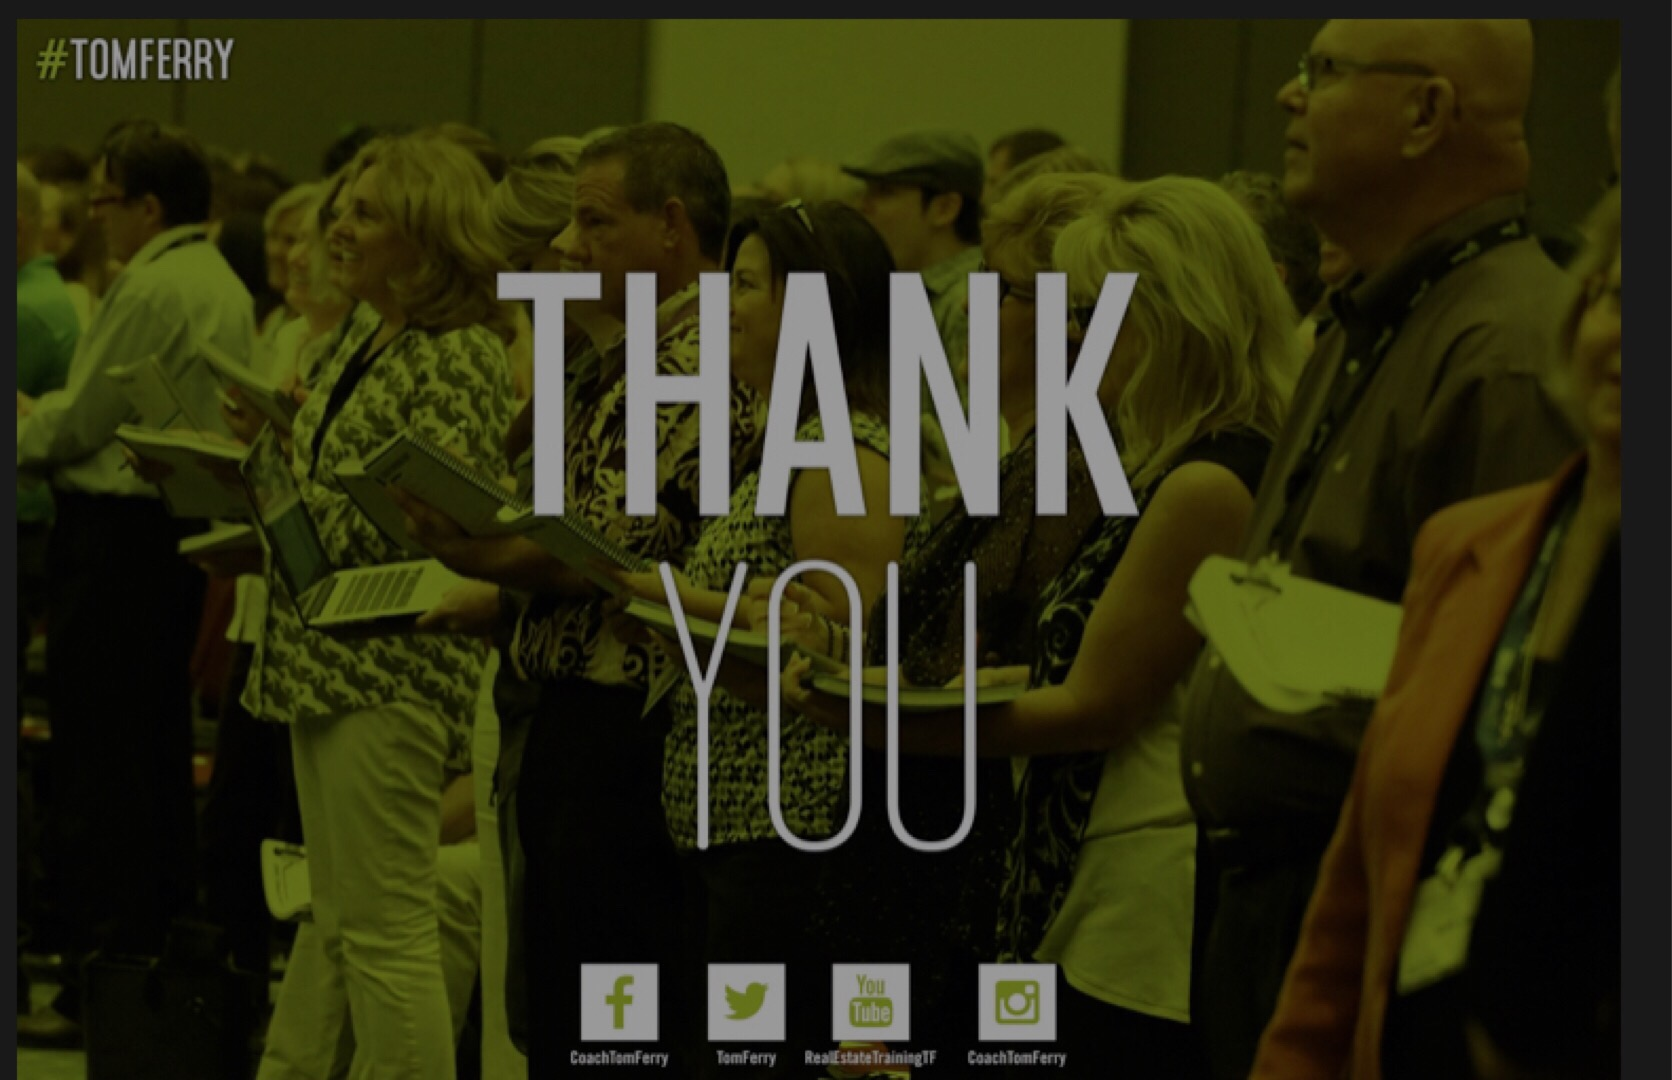 #TOMFERRY
THANK
YOU
f
You
Tube
CoachTomFerry
TomFerry
RealEstateTrainingTF
CoachTomFerry